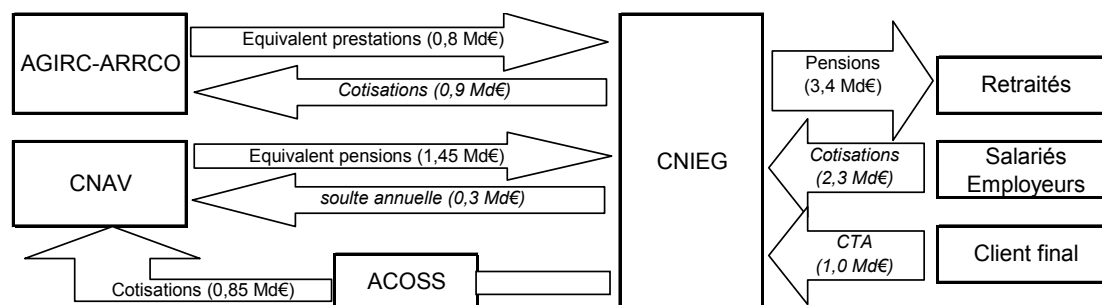 AGIRC-ARRCO
Equivalent prestations (0,8 Md€)
Cotisations (0,9 Md€)
CNAV
Equivalent pensions (1,45 Md€)
soulte annuelle (0,3 Md€)
Cotisations (0,85 Md€)
ACOSS
CNIEG
Pensions
(3,4 Md€)
Retraités
Cotisations
(2,3 Md€)
Salariés
Employeurs
CTA
(1,0 Md€)
Client final